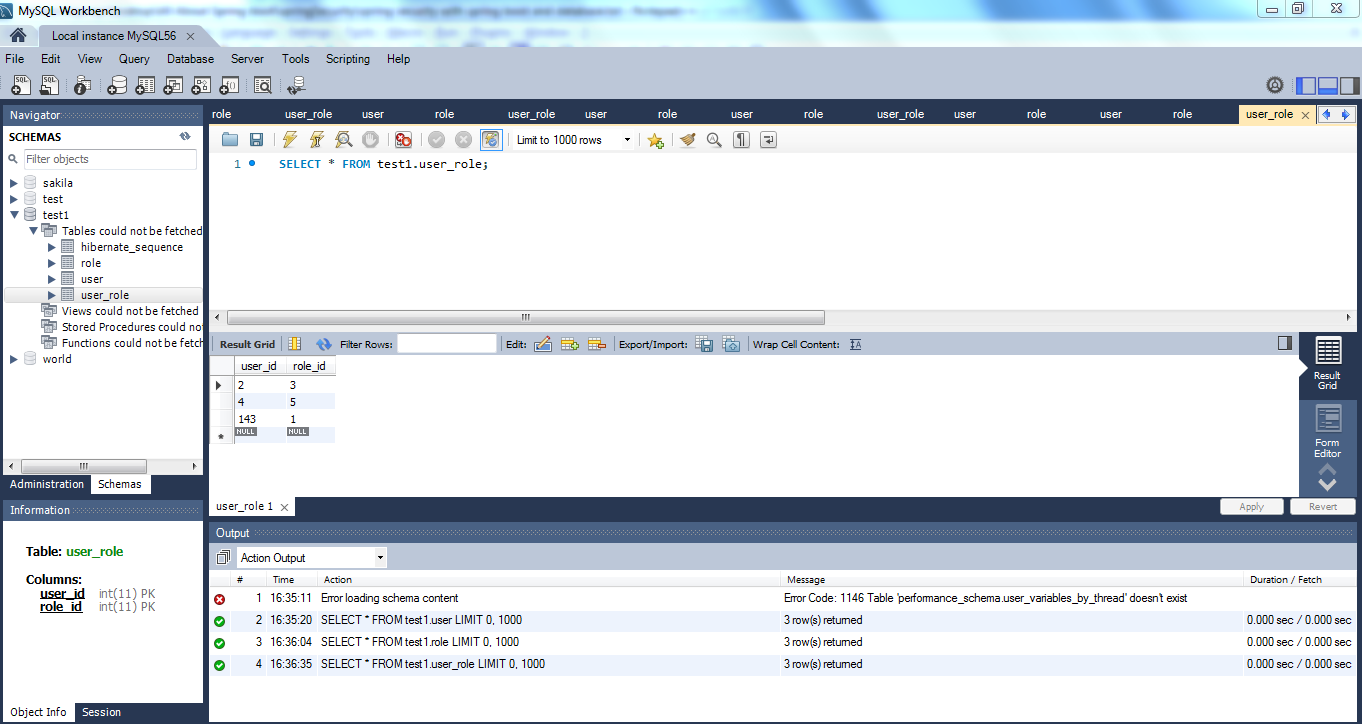 MySQL Workbench
Local instance MySQL56
File Edit View Query Database Server Tools Scripting Help
Navigator
SCHEMAS
Filter objects
sakila
test
test1
Tables could not be fetched
hibernate_sequence
role
user
user_role
Views could not be fetched
Stored Procedures could not
Functions could not be fetch
world
Administration Schemas
Information
Table: user_role
Columns:
user_id int(11) PK
role_id int(11) PK
Object Info Session
role user_role user role user_role user role user role user_role user role user role user_role
Limit to 1000 rows
1 SELECT * FROM test1.user_role;
Result Grid Filter Rows: Edit: Export/Import: Wrap Cell Content:
user_id role_id
2 3
4 5
143 1
NULL NULL
Result
Grid
Form
Editor
user_role 1
Apply Revert
Output
Action Output
# Time Action Message Duration / Fetch
1 16:35:11 Error loading schema content Error Code: 1146 Table 'performance_schema.user_variables_by_thread' doesn't exist
2 16:35:20 SELECT * FROM test1.user LIMIT 0, 1000 3 row(s) returned 0.000 sec / 0.000 sec
3 16:36:04 SELECT * FROM test1.role LIMIT 0, 1000 3 row(s) returned 0.000 sec / 0.000 sec
4 16:36:35 SELECT * FROM test1.user_role LIMIT 0, 1000 3 row(s) returned 0.000 sec / 0.000 sec